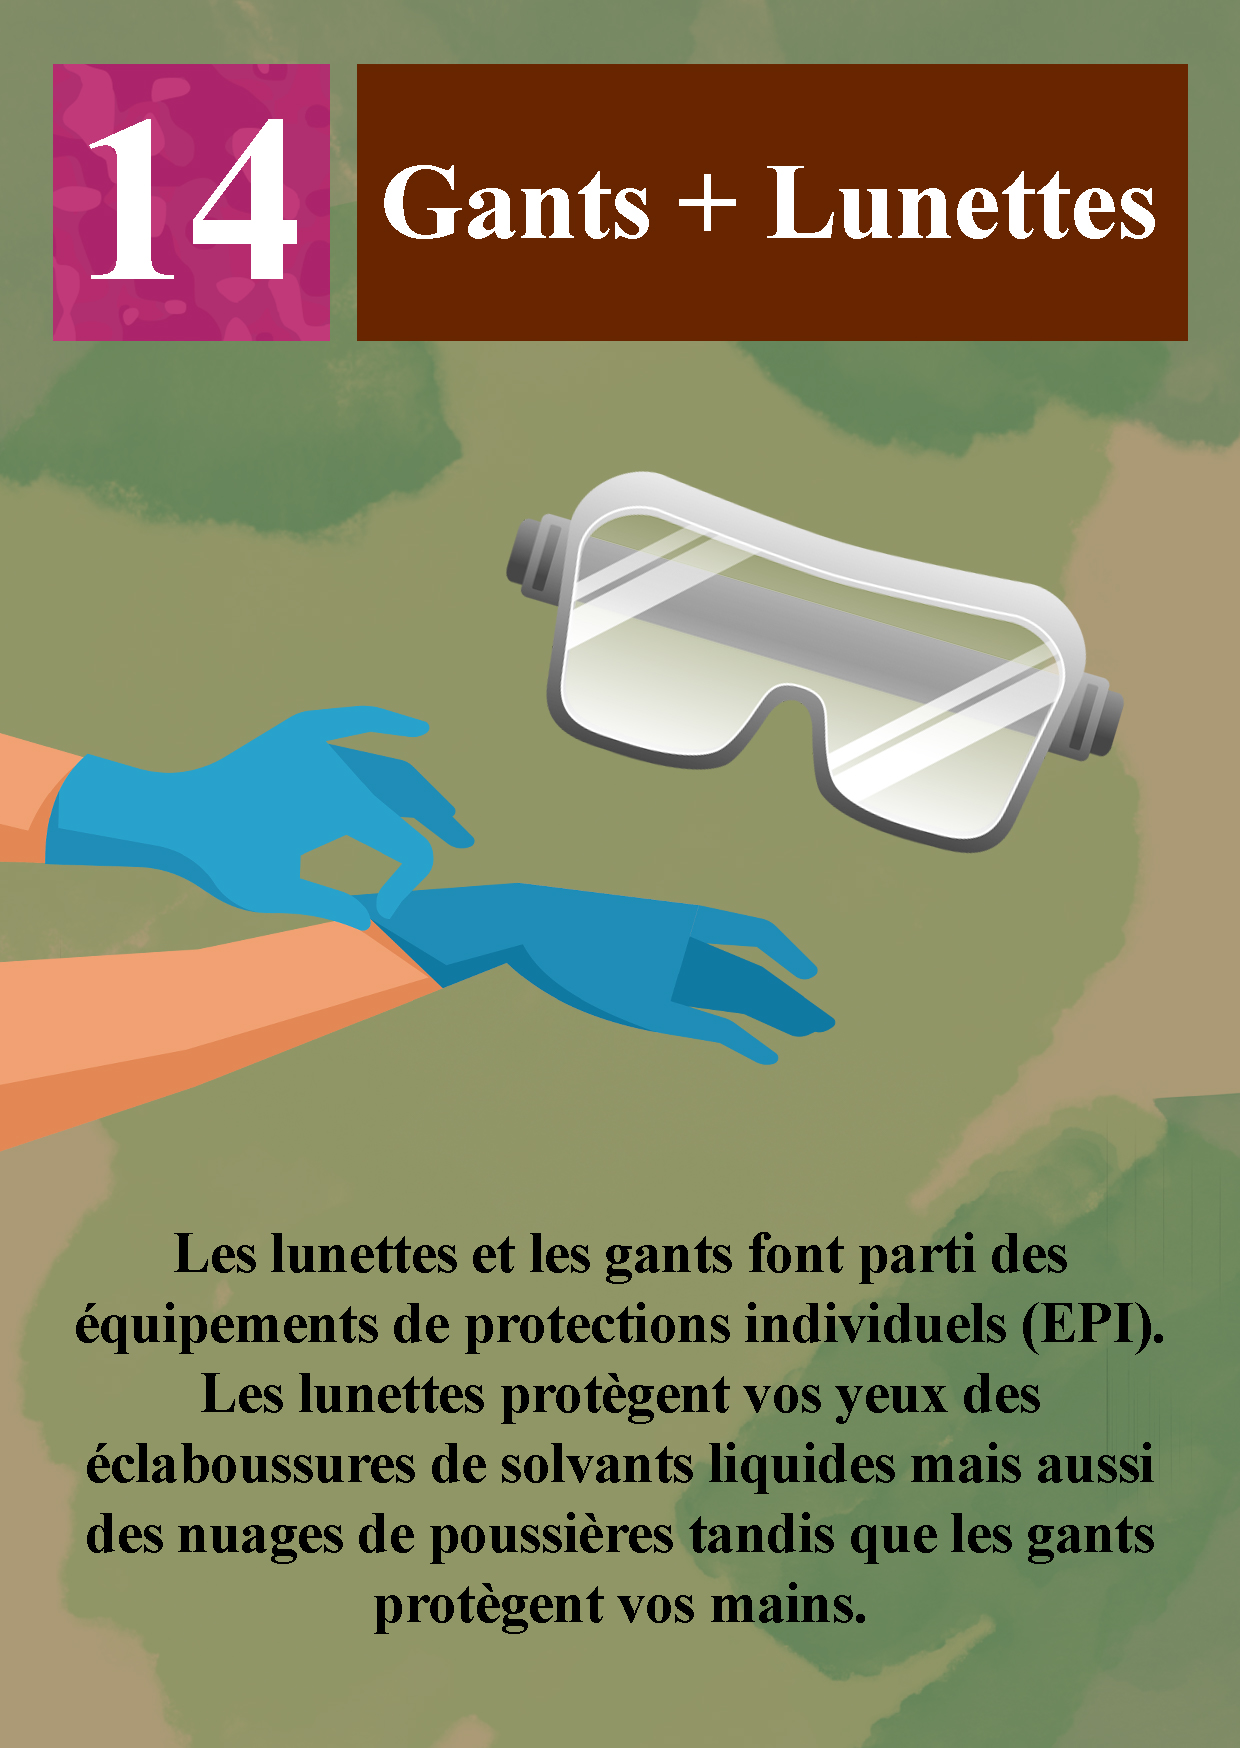 14
Gants + Lunettes
Les lunettes et les gants font parti des
équipements de protections individuels (EPI).
Les lunettes protègent vos yeux des
éclaboussures de solvants liquides mais aussi
des nuages de poussières tandis que les gants
protègent vos mains.